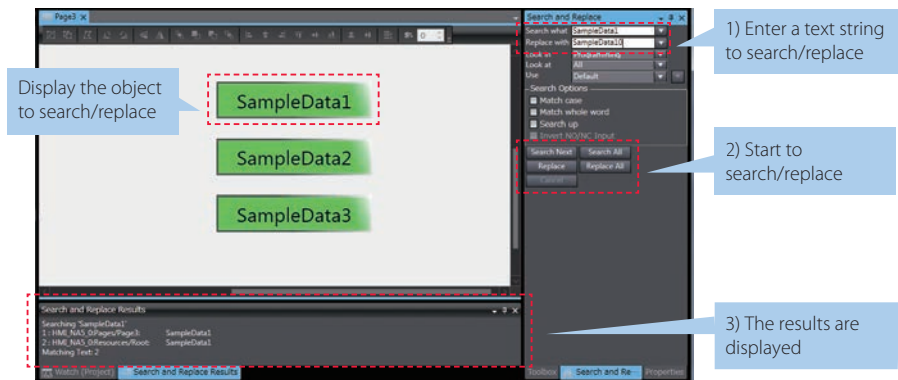 Page3 x
Search and Replace
Search what SampleData1
Replace with SampleData10
Look in Programming
Look at All
Use Default
Search Options
Match case
Match whole word
Search up
Invert NO/NC Input
Search Next Search All
Replace Replace All
Cancel
0
1) Enter a text string
to search/replace
Display the object
to search/replace
SampleData1
SampleData2
SampleData3
2) Start to
search/replace
Search and Replace Results
Searching 'SampleData1'
1 : HMI_NA5_0:Pages/Page3: SampleData1
2 : HMI_NA5_0:Resources/Root: SampleData1
Matching Text: 2
3) The results are
displayed
Watch (Project) Search and Replace Results
Toolbox Search and Re… Properties